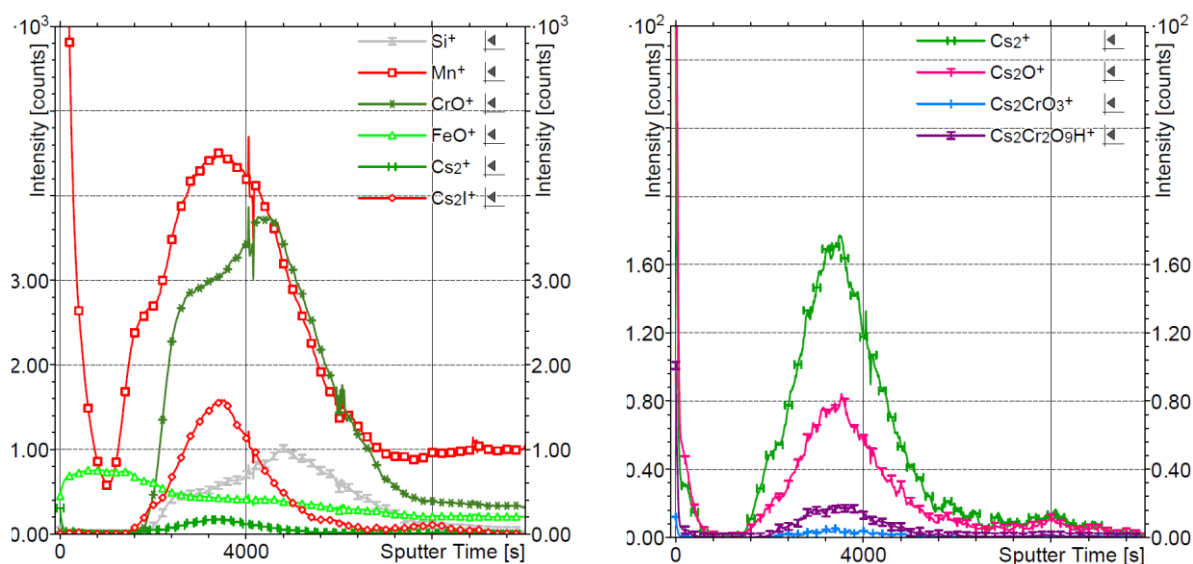 ·10³
·10³
Intensity [counts]
Intensity [counts]
Si⁺
Mn⁺
CrO⁺
FeO⁺
Cs₂⁺
Cs₂I⁺
3.00
3.00
2.00
2.00
1.00
1.00
0.00
0.00
0
4000
Sputter Time [s]
·10²
·10²
Intensity [counts]
Intensity [counts]
Cs₂⁺
Cs₂O⁺
Cs₂CrO₃⁺
Cs₂Cr₂O₉H⁺
1.60
1.60
1.20
1.20
0.80
0.80
0.40
0.40
0.00
0.00
0
4000
Sputter Time [s]